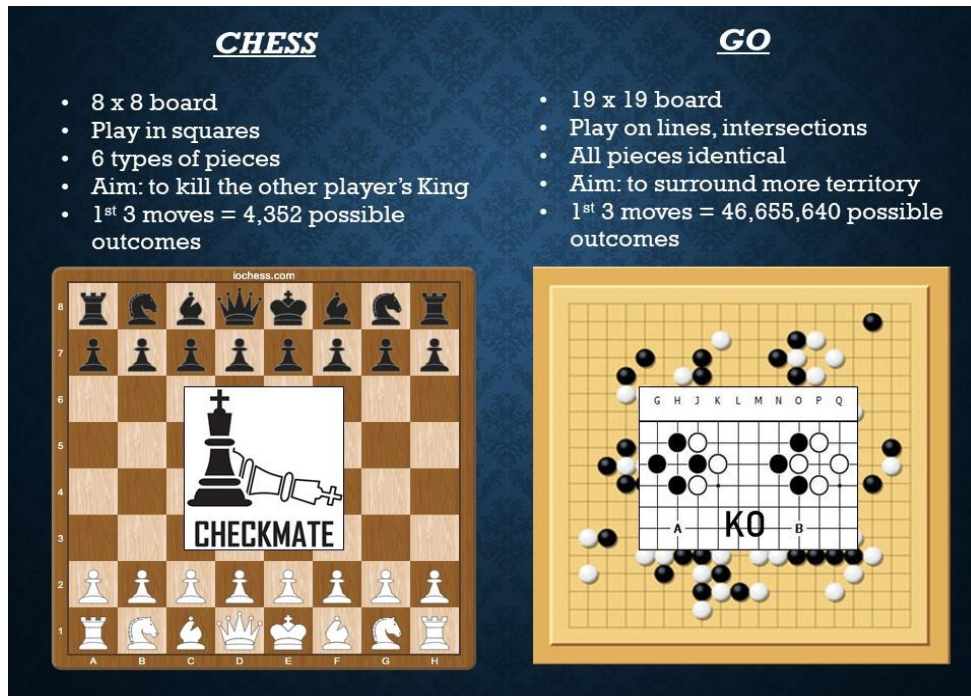 CHESS
• 8 x 8 board
• Play in squares
• 6 types of pieces
• Aim: to kill the other player's King
• 1st 3 moves = 4,352 possible
outcomes
GO
• 19 x 19 board
• Play on lines, intersections
• All pieces identical
• Aim: to surround more territory
• 1st 3 moves = 46,655,640 possible
outcomes
iochess.com
8
7
6
5
4
3
2
1
A B C D E F G H
CHECKMATE
G H J K L M N O P Q
A KO B